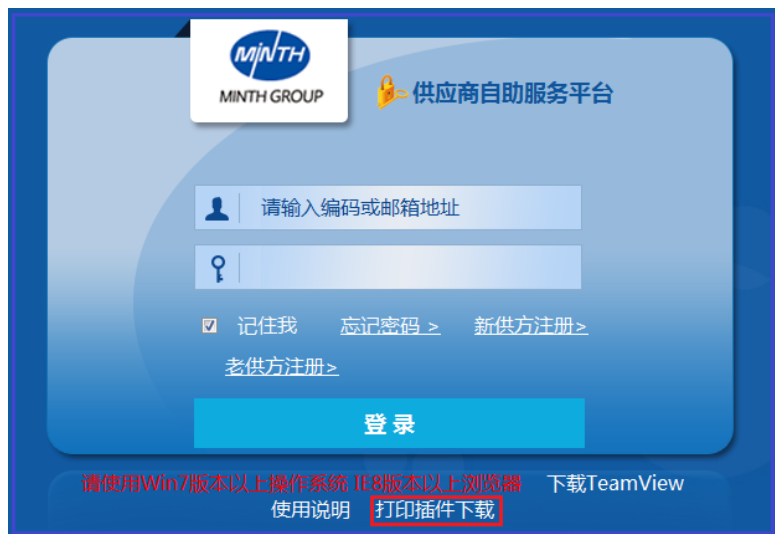 MINTH
MINTH GROUP
供应商自助服务平台
请输入编码或邮箱地址
记住我 忘记密码 > 新供方注册>
老供方注册>
登 录
请使用Win7版本以上操作系统 IE8版本以上浏览器 下载TeamView
使用说明 打印插件下载